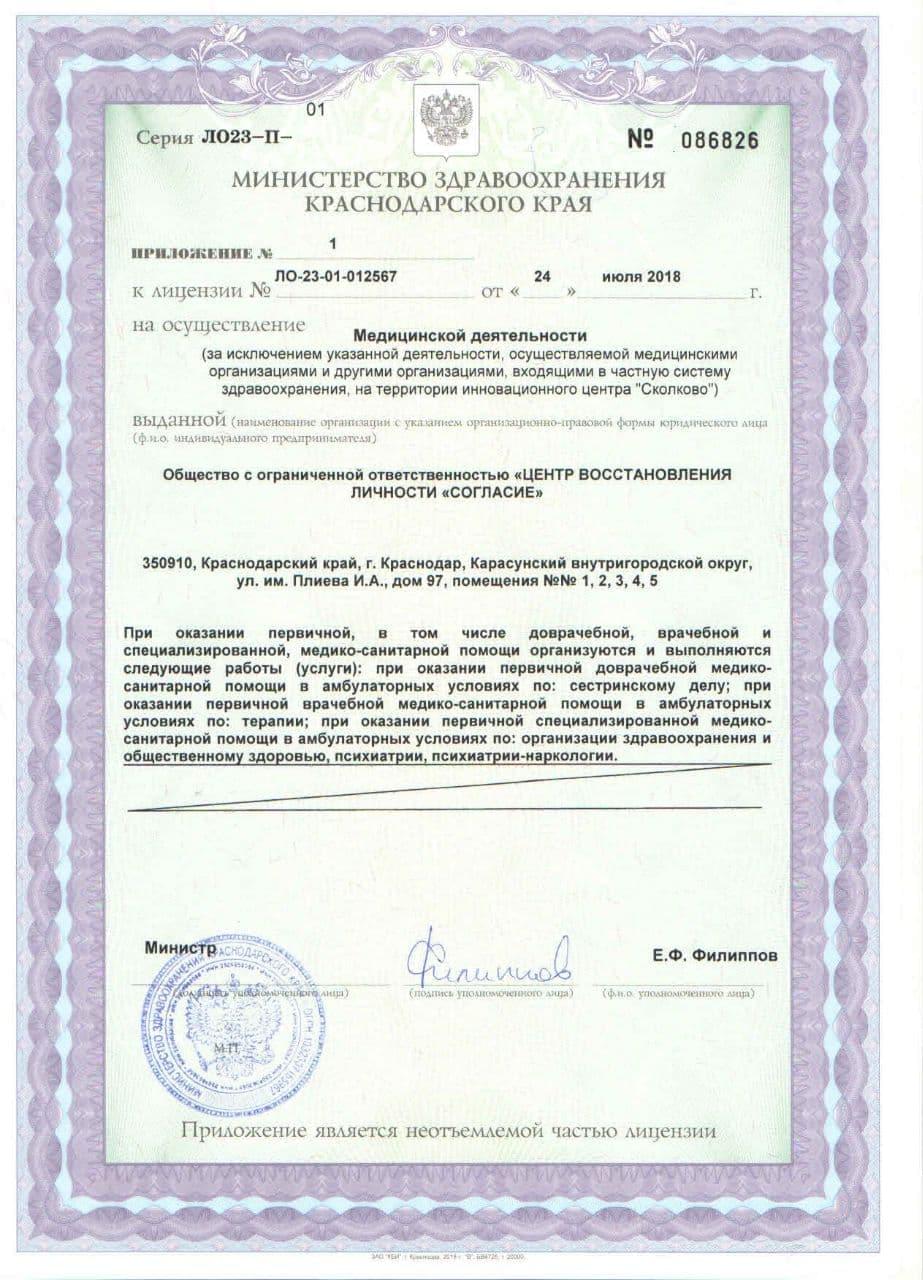 01
Серия ЛО23-П-
№ 086826
МИНИСТЕРСТВО ЗДРАВООХРАНЕНИЯ
КРАСНОДАРСКОГО КРАЯ
ПРИЛОЖЕНИЕ № 1
к лицензии № ЛО-23-01-012567 от « 24 » июля 2018 г.
на осуществление
Медицинской деятельности
(за исключением указанной деятельности, осуществляемой медицинскими
организациями и другими организациями, входящими в частную систему
здравоохранения, на территории инновационного центра "Сколково")
выданной (наименование организации с указанием организационно-правовой формы юридического лица
(ф.и.о. индивидуального предпринимателя)
Общество с ограниченной ответственностью «ЦЕНТР ВОССТАНОВЛЕНИЯ
ЛИЧНОСТИ «СОГЛАСИЕ»
350910, Краснодарский край, г. Краснодар, Карасунский внутригородской округ,
ул. им. Плиева И.А., дом 97, помещения №№ 1, 2, 3, 4, 5
При оказании первичной, в том числе доврачебной, врачебной и
специализированной, медико-санитарной помощи организуются и выполняются
следующие работы (услуги): при оказании первичной доврачебной медико-
санитарной помощи в амбулаторных условиях по: сестринскому делу; при
оказании первичной врачебной медико-санитарной помощи в амбулаторных
условиях по: терапии; при оказании первичной специализированной медико-
санитарной помощи в амбулаторных условиях по: организации здравоохранения и
общественному здоровью, психиатрии, психиатрии-наркологии.
Министр
Филиппов
Е.Ф. Филиппов
(должность уполномоченного лица)
(подпись уполномоченного лица)
(ф.и.о. уполномоченного лица)
МИНИСТЕРСТВО ЗДРАВООХРАНЕНИЯ КРАСНОДАРСКОГО
М.П.
Приложение является неотъемлемой частью лицензии